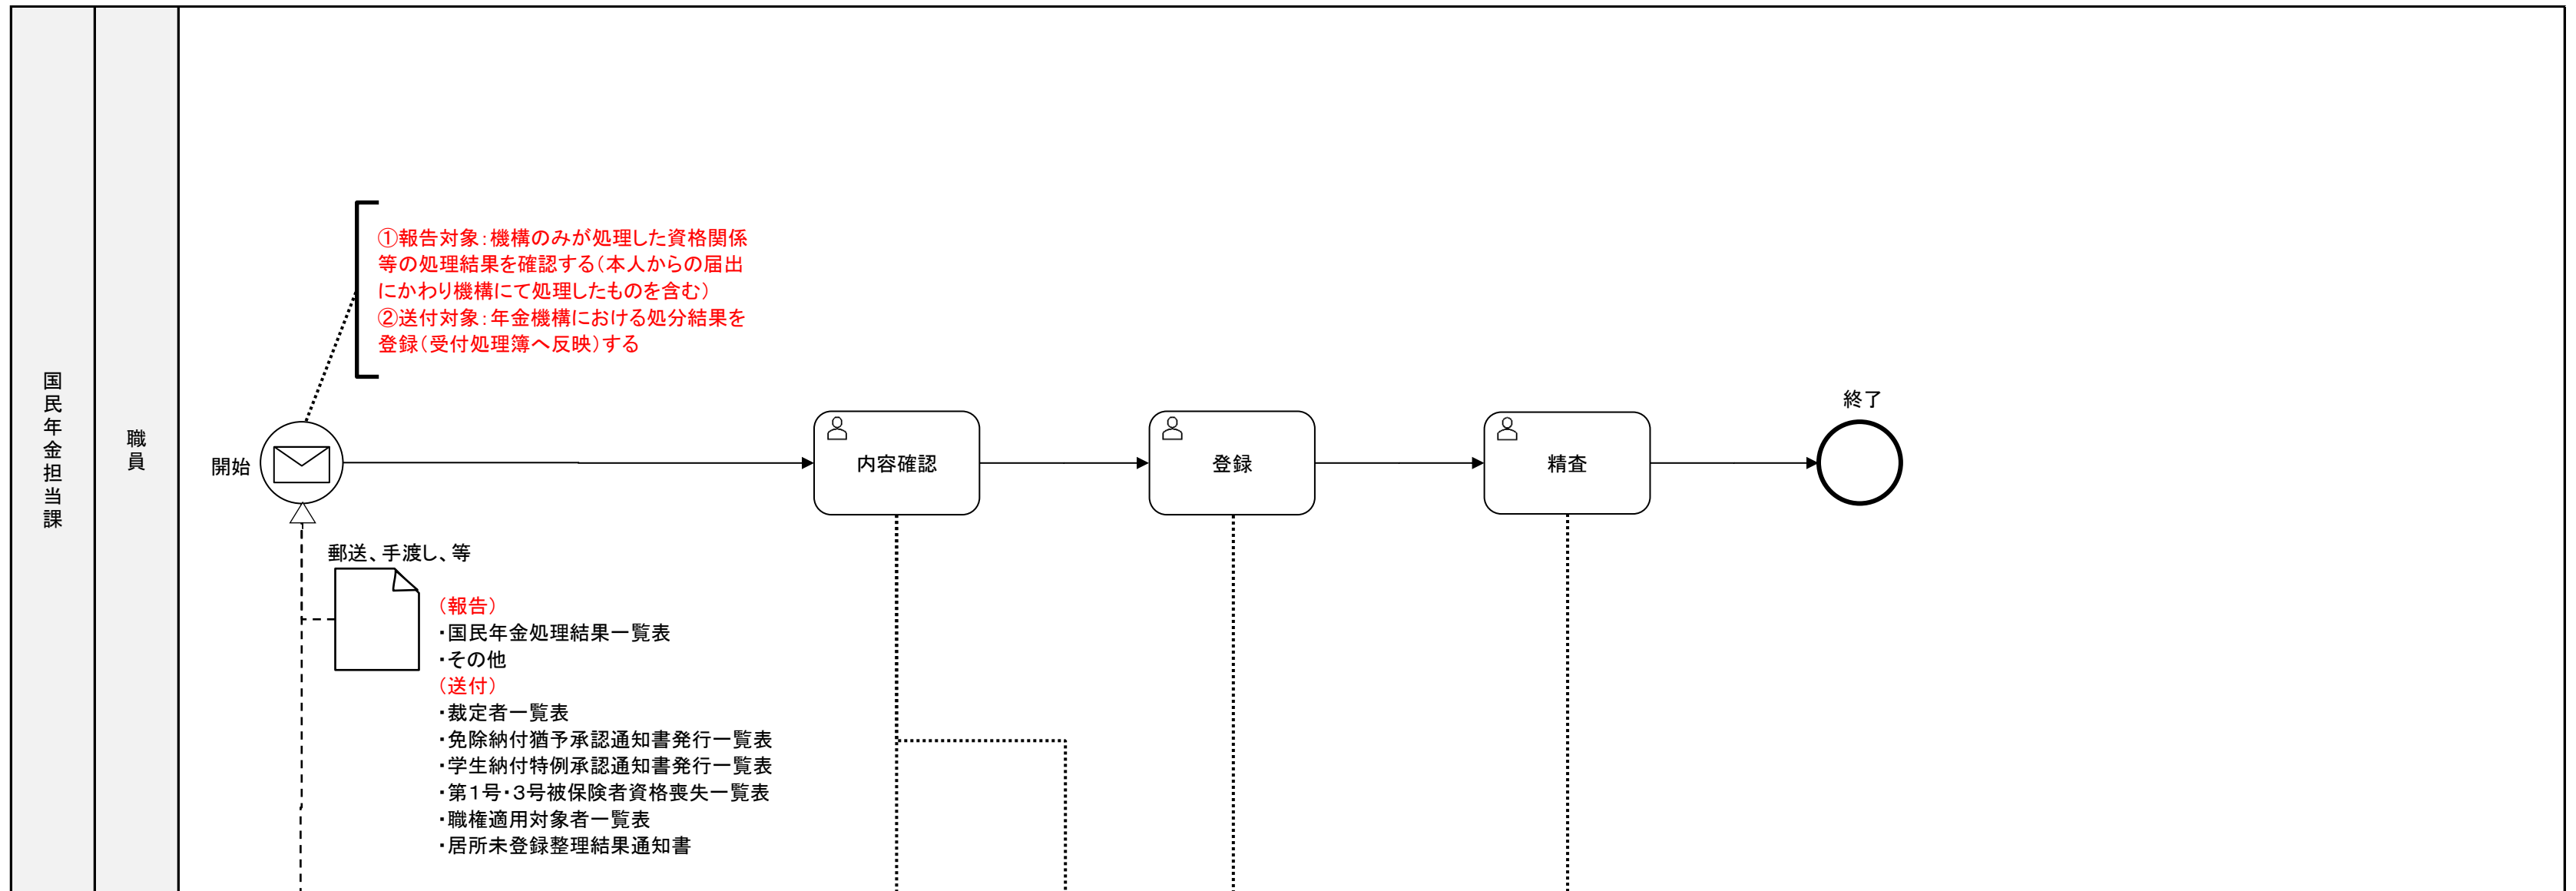 国民年金担当課
職員
①報告対象：機構のみが処理した資格関係
等の処理結果を確認する（本人からの届出
にかわり機構にて処理したものを含む）
②送付対象：年金機構における処分結果を
登録（受付処理簿へ反映）する
開始
内容確認
登録
精査
終了
郵送、手渡し、等
（報告）
・国民年金処理結果一覧表
・その他
（送付）
・裁定者一覧表
・免除納付猶予承認通知書発行一覧表
・学生納付特例承認通知書発行一覧表
・第１号・３号被保険者資格喪失一覧表
・職権適用対象者一覧表
・居所未登録整理結果通知書